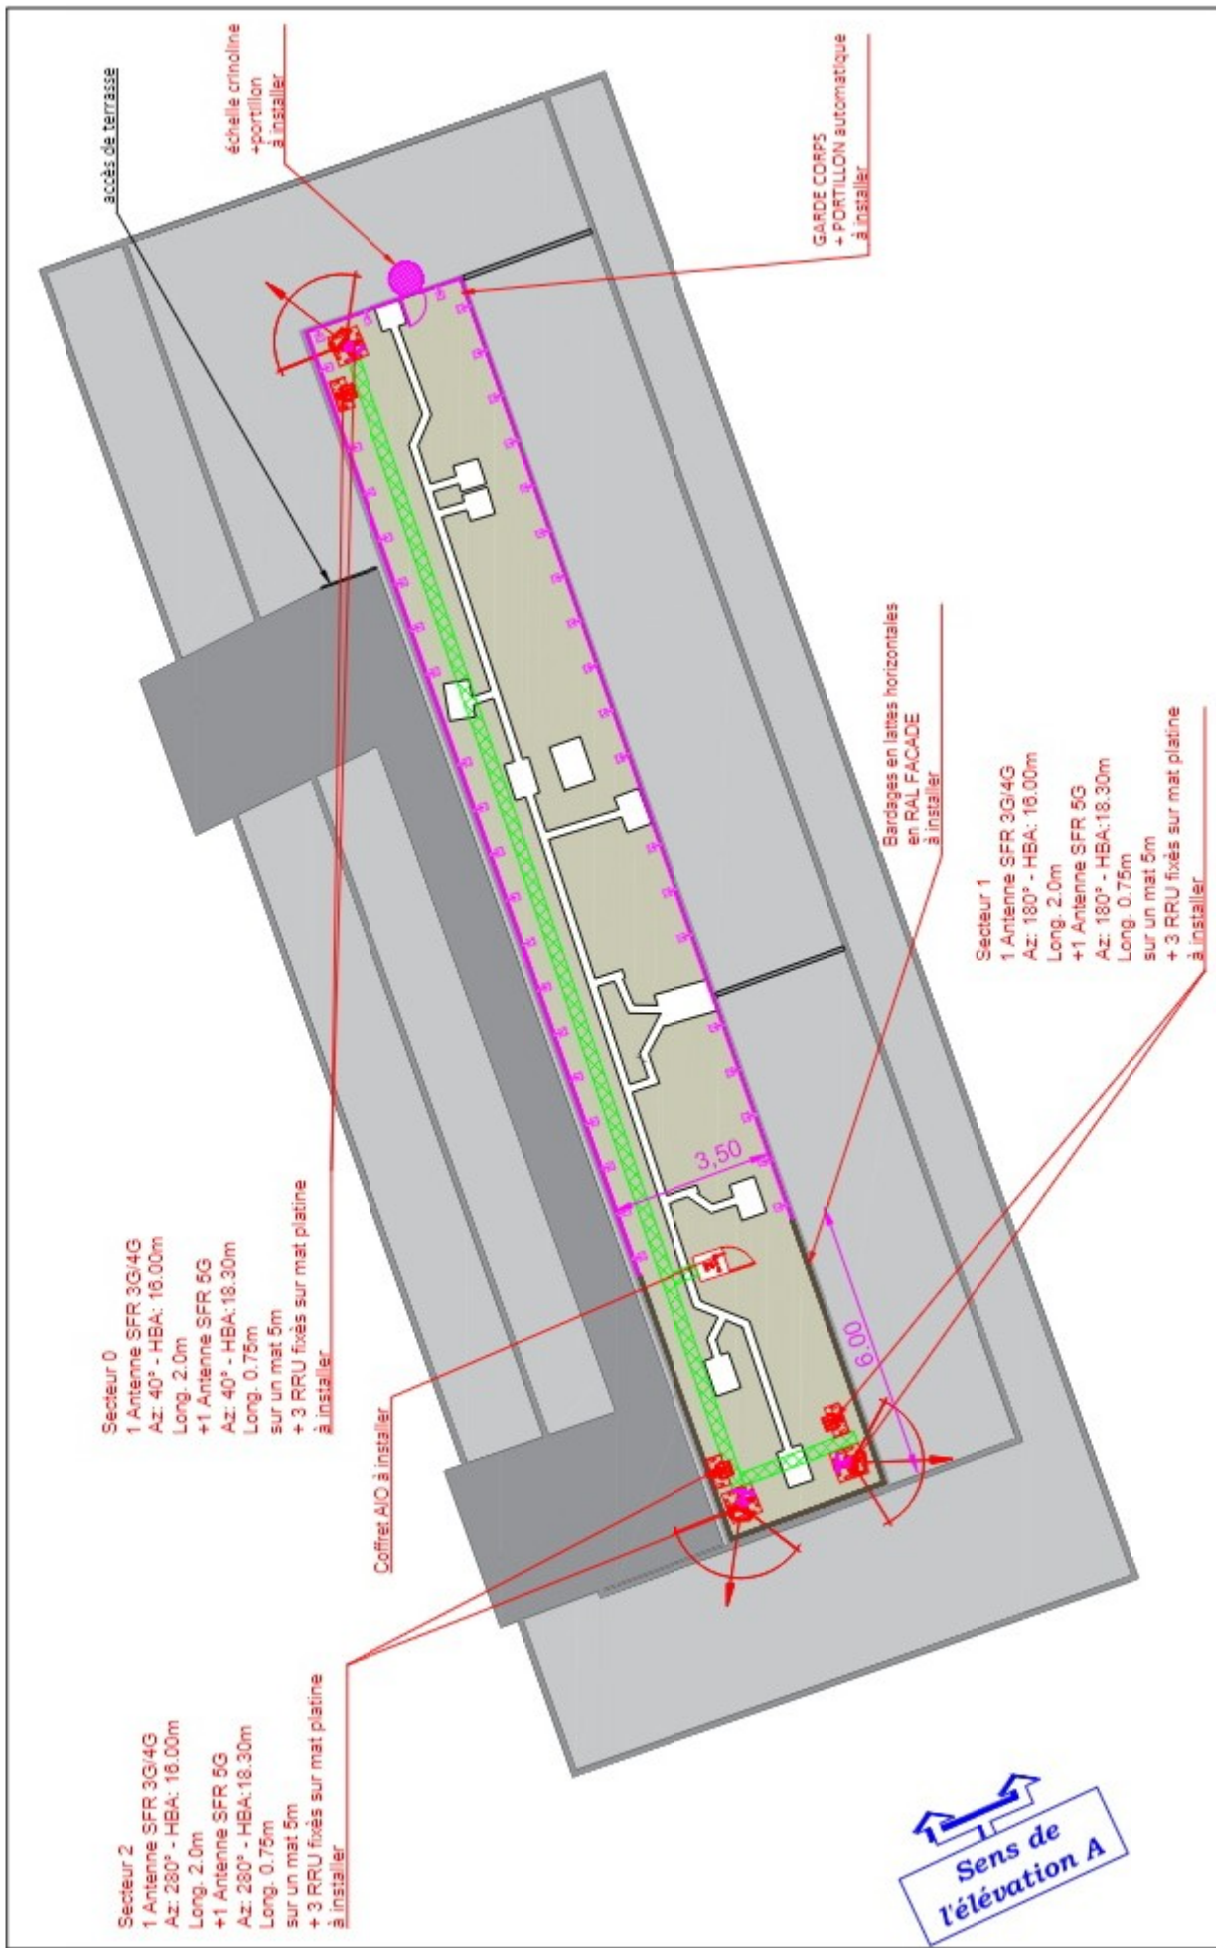 accès de terrasse
échelle crinoline
+portillon
à installer
GARDE CORPS
+ PORTILLON automatique
à installer
Bardages en lattes horizontales
en RAL FACADE
à installer
Secteur 1
1 Antenne SFR 3G/4G
Az: 180° - HBA: 16.00m
Long. 2.0m
+1 Antenne SFR 5G
Az: 180° - HBA:18.30m
Long. 0.75m
sur un mat 5m
+ 3 RRU fixés sur mat platine
à installer
Secteur 0
1 Antenne SFR 3G/4G
Az: 40° - HBA: 16.00m
Long. 2.0m
+1 Antenne SFR 5G
Az: 40° - HBA:18.30m
Long. 0.75m
sur un mat 5m
+ 3 RRU fixés sur mat platine
à installer
Coffret AIO à installer
3,50
6.00
Secteur 2
1 Antenne SFR 3G/4G
Az: 280° - HBA: 16.00m
Long. 2.0m
+1 Antenne SFR 5G
Az: 280° - HBA:18.30m
Long. 0.75m
sur un mat 5m
+ 3 RRU fixés sur mat platine
à installer
Sens de
l'élévation A